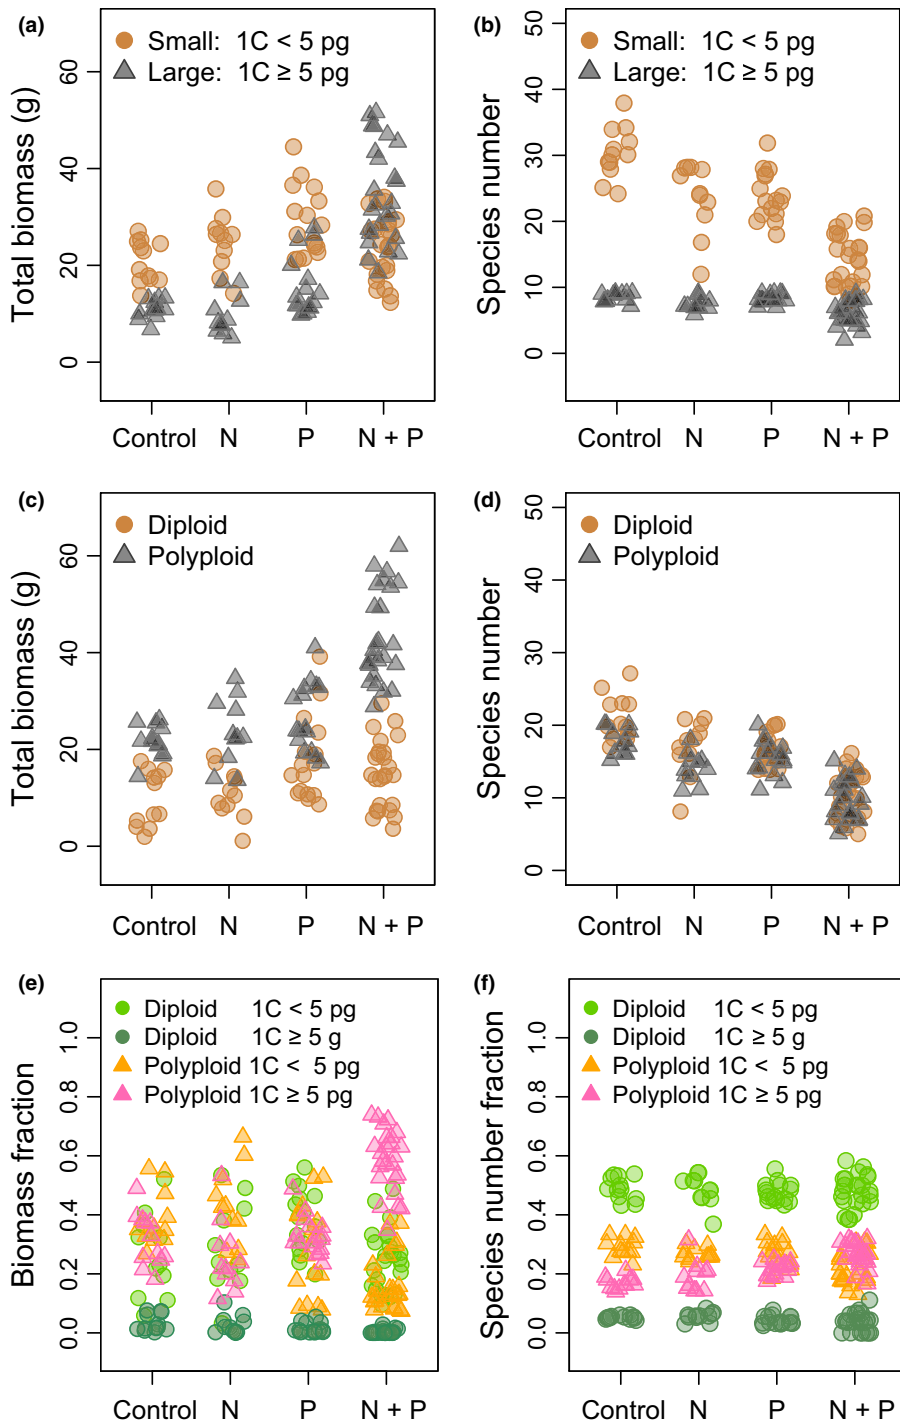 (a)
Small: 1C < 5 pg
Large: 1C ≥ 5 pg
Total biomass (g)
60
40
20
0
Control N P N + P
(b)
Small: 1C < 5 pg
Large: 1C ≥ 5 pg
Species number
50
40
30
20
10
0
Control N P N + P
(c)
Diploid
Polyploid
Total biomass (g)
60
40
20
0
Control N P N + P
(d)
Diploid
Polyploid
Species number
50
40
30
20
10
0
Control N P N + P
(e)
Diploid 1C < 5 pg
Diploid 1C ≥ 5 g
Polyploid 1C < 5 pg
Polyploid 1C ≥ 5 pg
Biomass fraction
1.0
0.8
0.6
0.4
0.2
0.0
Control N P N + P
(f)
Diploid 1C < 5 pg
Diploid 1C ≥ 5 g
Polyploid 1C < 5 pg
Polyploid 1C ≥ 5 pg
Species number fraction
1.0
0.8
0.6
0.4
0.2
0.0
Control N P N + P